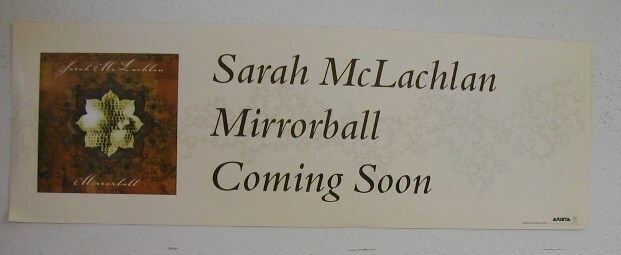 Sarah McLachlan
Mirrorball
Sarah McLachlan
Mirrorball
Coming Soon
ARISTA